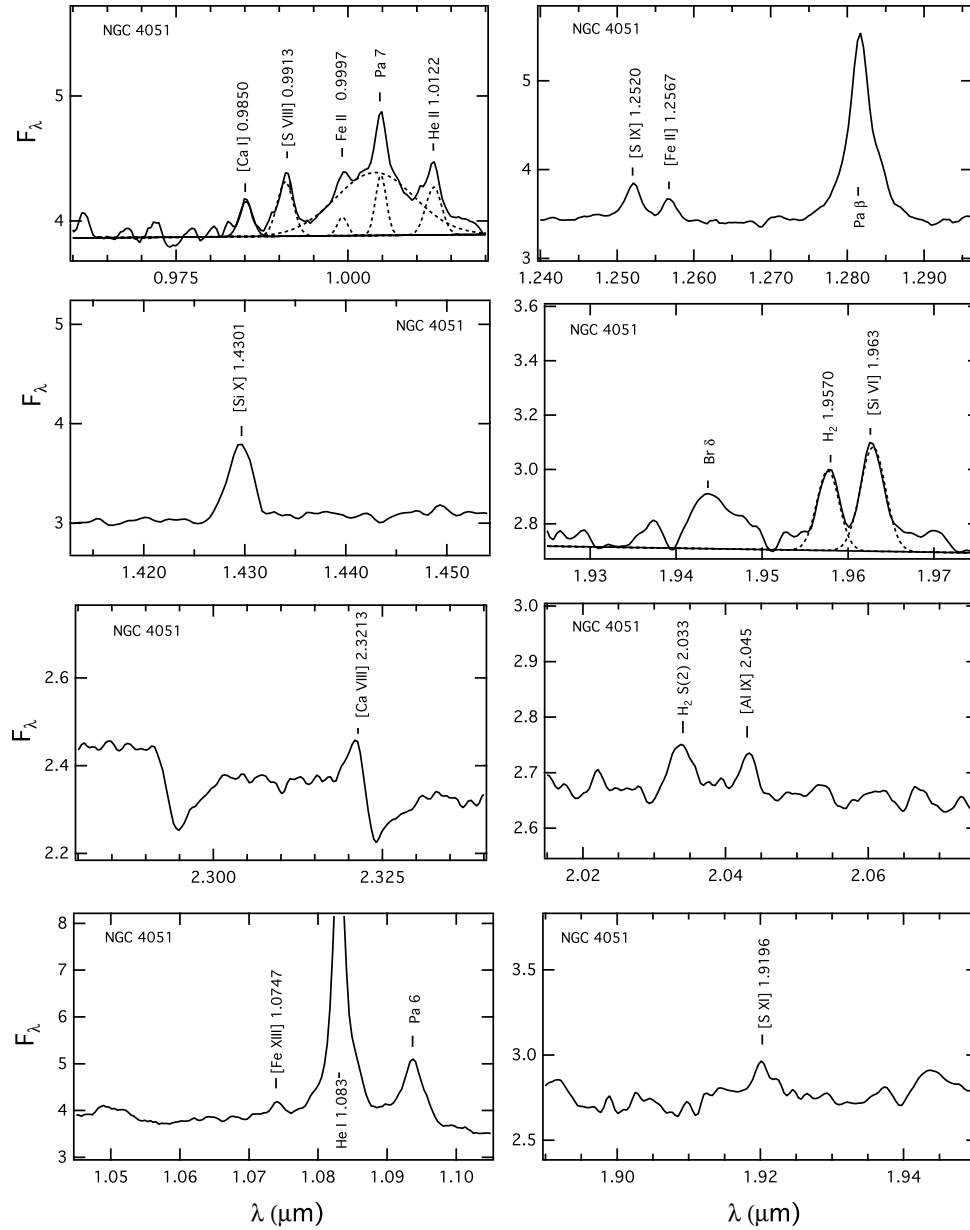 NGC 4051
[Ca I] 0.9850
[S VIII] 0.9913
Fe II 0.9997
Pa 7
He II 1.0122
5
4
Fλ
0.975
1.000
NGC 4051
[S IX] 1.2520
[Fe II] 1.2567
Pa β
5
4
3
1.240
1.250
1.260
1.270
1.280
1.290
NGC 4051
[Si X] 1.4301
5
4
3
Fλ
1.420
1.430
1.440
1.450
NGC 4051
Br δ
H₂ 1.9570
[Si VI] 1.963
3.6
3.4
3.2
3.0
2.8
1.93
1.94
1.95
1.96
1.97
NGC 4051
[Ca VIII] 2.3213
2.6
2.4
2.2
Fλ
2.300
2.325
NGC 4051
H₂ S(2) 2.033
[Al IX] 2.045
3.0
2.9
2.8
2.7
2.6
2.02
2.04
2.06
NGC 4051
[Fe XIII] 1.0747
He I 1.083
Pa 6
8
7
6
5
4
3
Fλ
1.05
1.06
1.07
1.08
1.09
1.10
λ (μm)
NGC 4051
[S XI] 1.9196
3.5
3.0
2.5
1.90
1.92
1.94
λ (μm)